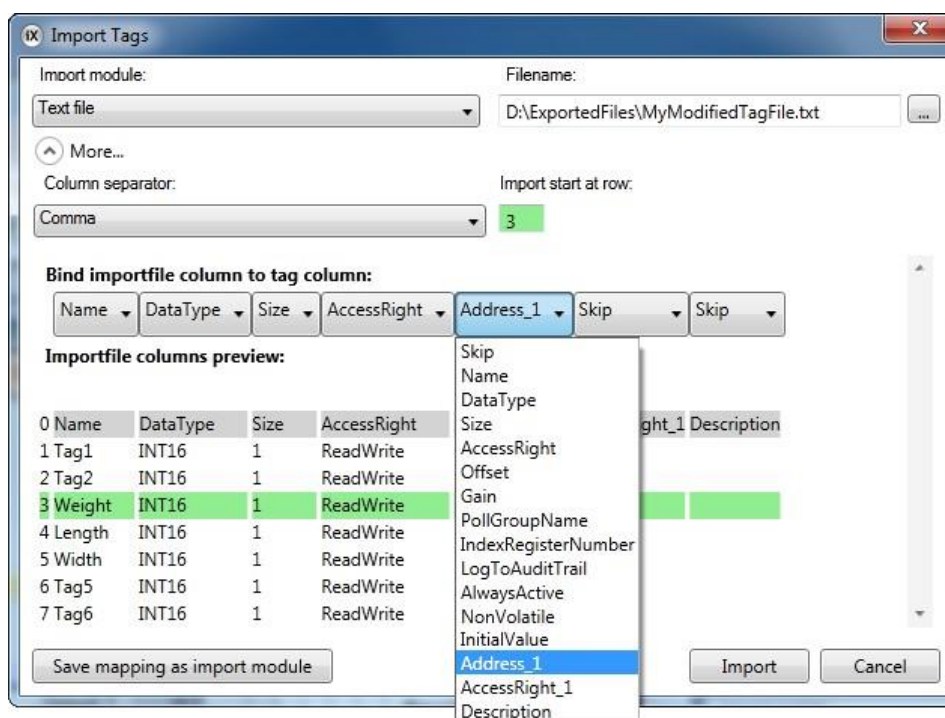 iX Import Tags
Import module:
Filename:
Text file
D:\ExportedFiles\MyModifiedTagFile.txt
...
More...
Column separator:
Import start at row:
Comma
3
Bind importfile column to tag column:
Name DataType Size AccessRight Address_1 Skip Skip
Importfile columns preview:
Skip
Name
DataType
Size
AccessRight
Offset
Gain
PollGroupName
IndexRegisterNumber
LogToAuditTrail
AlwaysActive
NonVolatile
InitialValue
Address_1
AccessRight_1
Description
0 Name DataType Size AccessRight ght_1 Description
1 Tag1 INT16 1 ReadWrite
2 Tag2 INT16 1 ReadWrite
3 Weight INT16 1 ReadWrite
4 Length INT16 1 ReadWrite
5 Width INT16 1 ReadWrite
6 Tag5 INT16 1 ReadWrite
7 Tag6 INT16 1 ReadWrite
Save mapping as import module
Import
Cancel